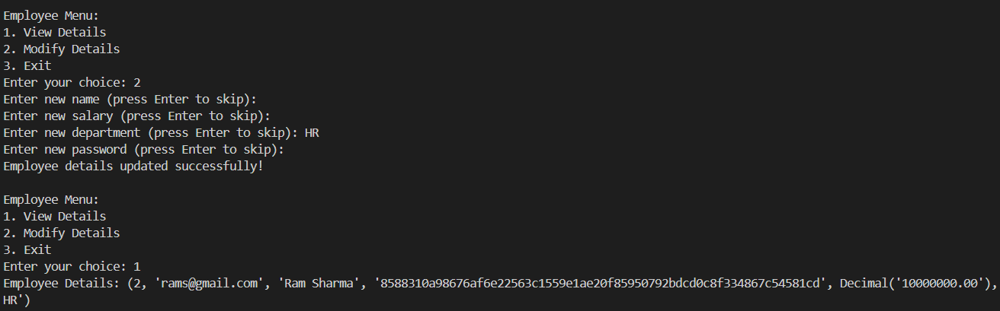 Employee Menu:
1. View Details
2. Modify Details
3. Exit
Enter your choice: 2
Enter new name (press Enter to skip):
Enter new salary (press Enter to skip):
Enter new department (press Enter to skip): HR
Enter new password (press Enter to skip):
Employee details updated successfully!
Employee Menu:
1. View Details
2. Modify Details
3. Exit
Enter your choice: 1
Employee Details: (2, 'rams@gmail.com', 'Ram Sharma', '8588310a98676af6e22563c1559e1ae20f85950792bdcd0c8f334867c54581cd', Decimal('10000000.00'),
HR')